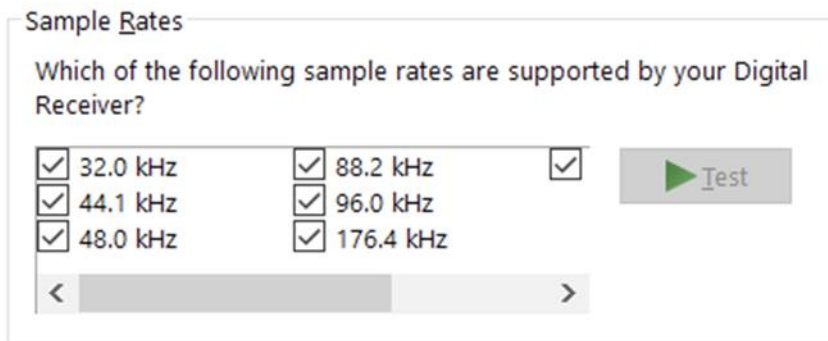 Sample Rates
Which of the following sample rates are supported by your Digital
Receiver?
32.0 kHz 88.2 kHz
44.1 kHz 96.0 kHz
48.0 kHz 176.4 kHz
Test